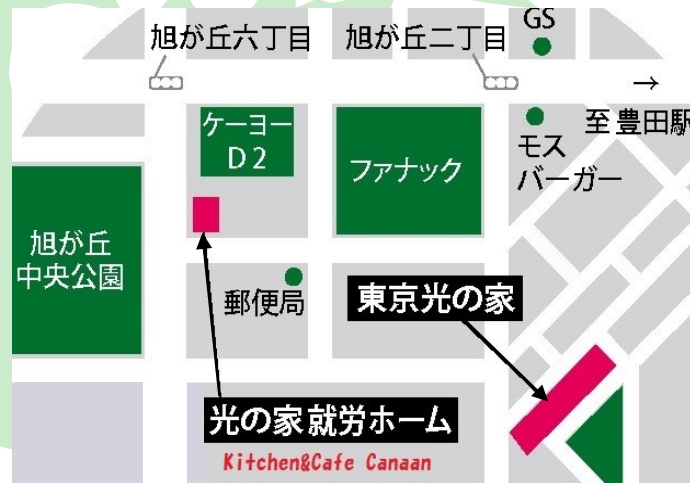 GS
旭が丘六丁目
旭が丘二丁目
→
至豊田駅
ケーヨー
D2
ファナック
モス
バーガー
旭が丘
中央公園
郵便局
東京光の家
光の家就労ホーム
Kitchen&Cafe Canaan